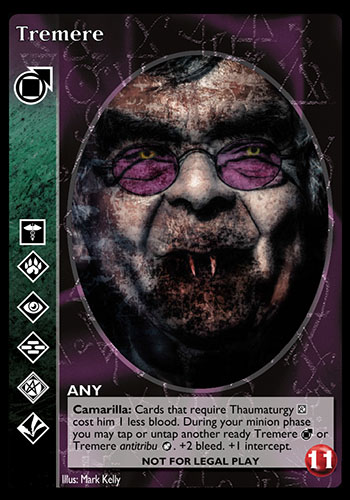 Tremere
ANY
Camarilla: Cards that require Thaumaturgy
cost him 1 less blood. During your minion phase
you may tap or untap another ready Tremere or
Tremere antitribu. +2 bleed. +1 intercept.
NOT FOR LEGAL PLAY
11
Illus: Mark Kelly